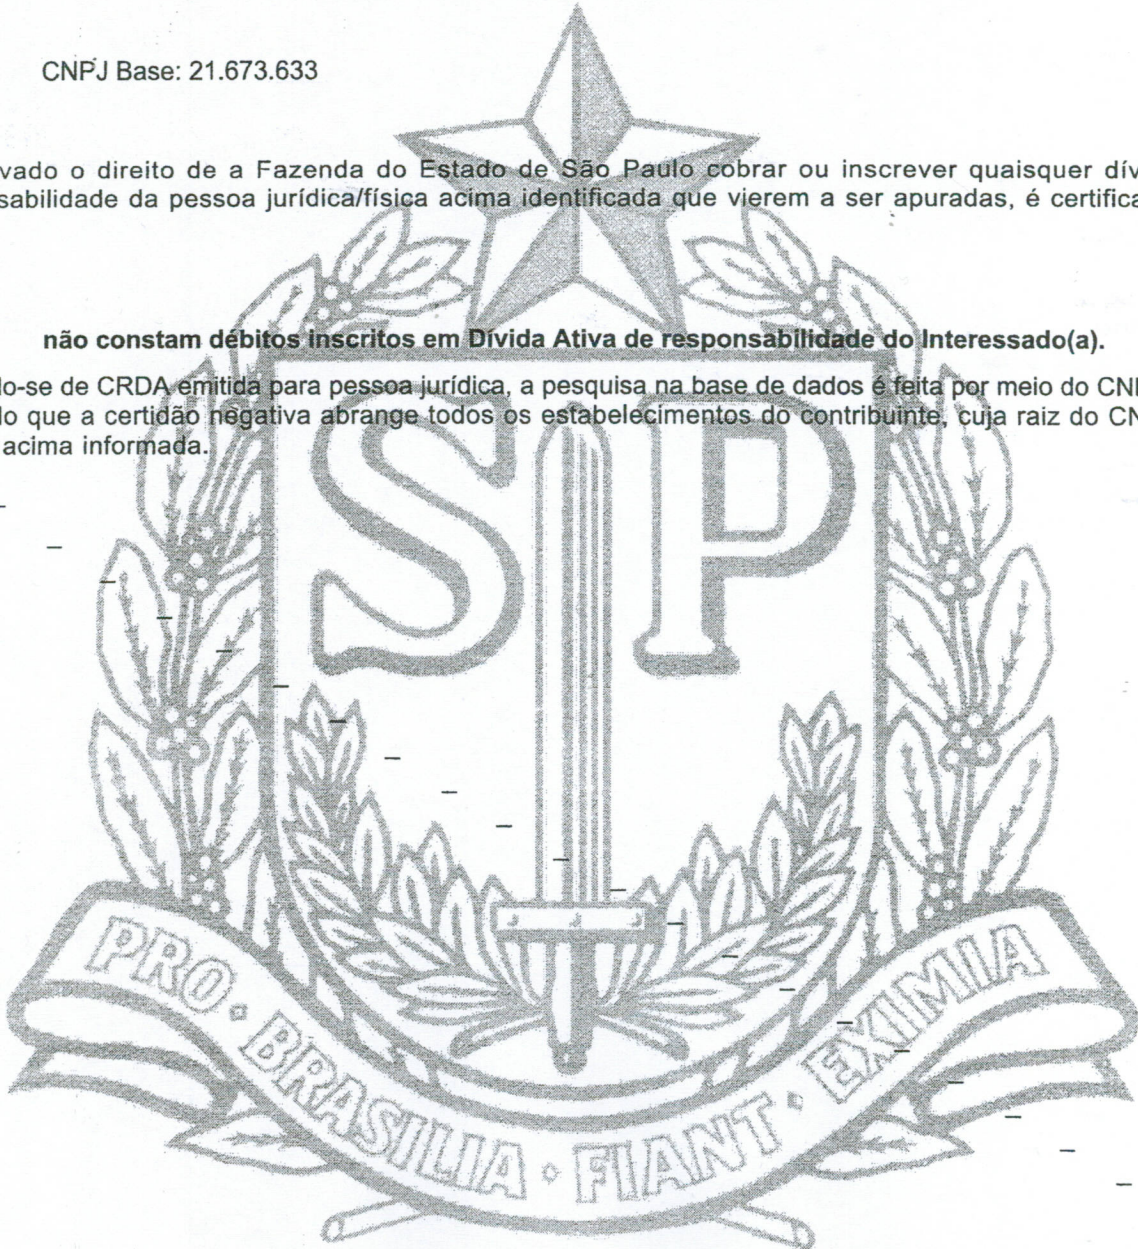 CNPJ Base: 21.673.633
vado o direito de a Fazenda do Estado de São Paulo cobrar ou inscrever quaisquer dív
sabilidade da pessoa jurídica/física acima identificada que vierem a ser apuradas, é certifica
não constam débitos inscritos em Dívida Ativa de responsabilidade do Interessado(a).
lo-se de CRDA emitida para pessoa jurídica, a pesquisa na base de dados é feita por meio do CN
lo que a certidão negativa abrange todos os estabelecimentos do contribuinte, cuja raiz do CN
acima informada.
S P
PRO • BRASILIA • FIANT • EXIMIA